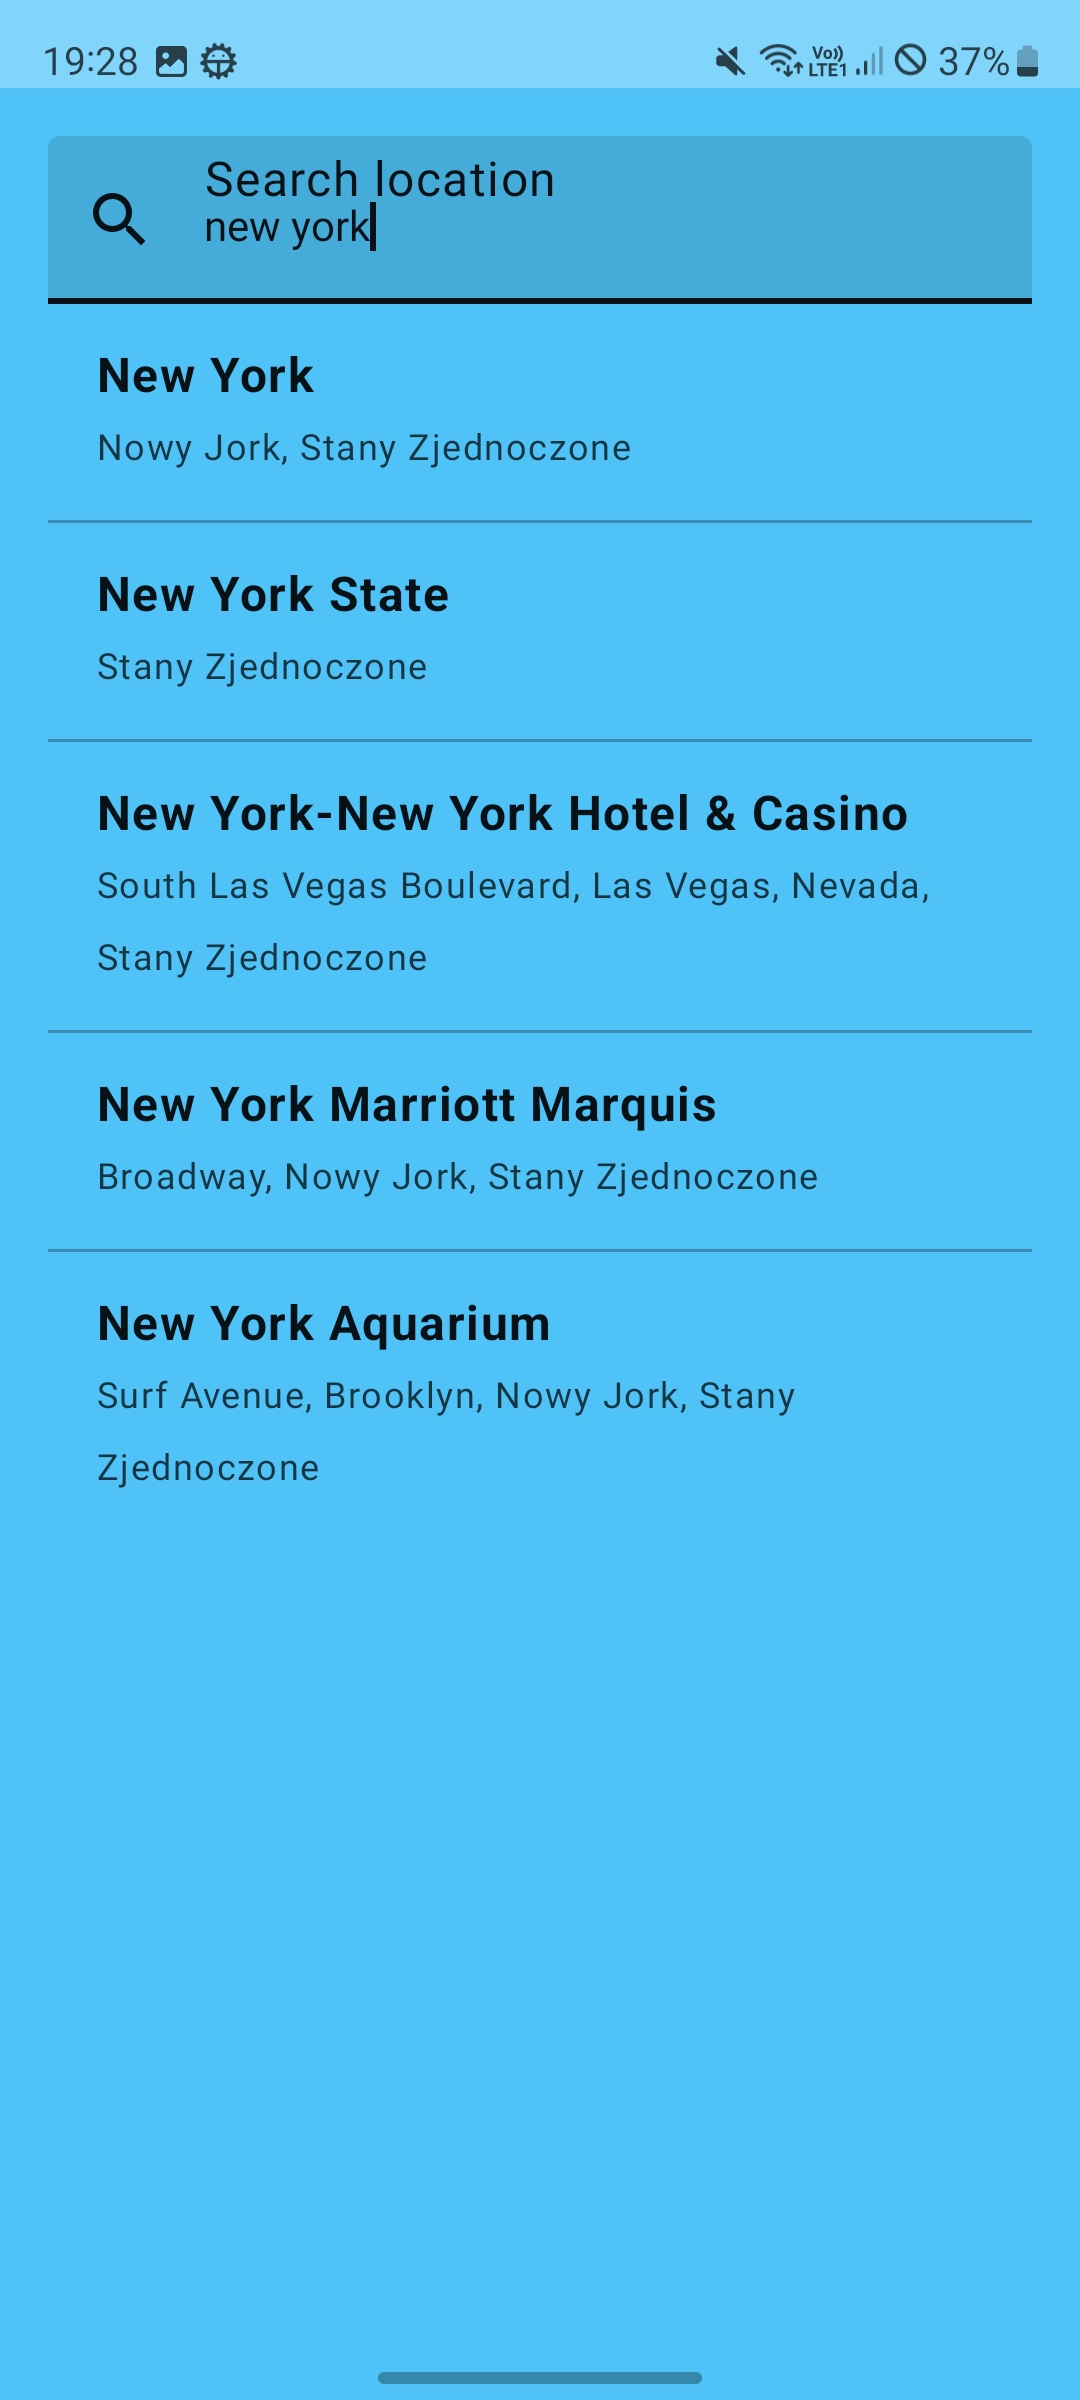 19:28 Vo)) LTE1 37%
Search location
new york
New York
Nowy Jork, Stany Zjednoczone
New York State
Stany Zjednoczone
New York-New York Hotel & Casino
South Las Vegas Boulevard, Las Vegas, Nevada,
Stany Zjednoczone
New York Marriott Marquis
Broadway, Nowy Jork, Stany Zjednoczone
New York Aquarium
Surf Avenue, Brooklyn, Nowy Jork, Stany
Zjednoczone